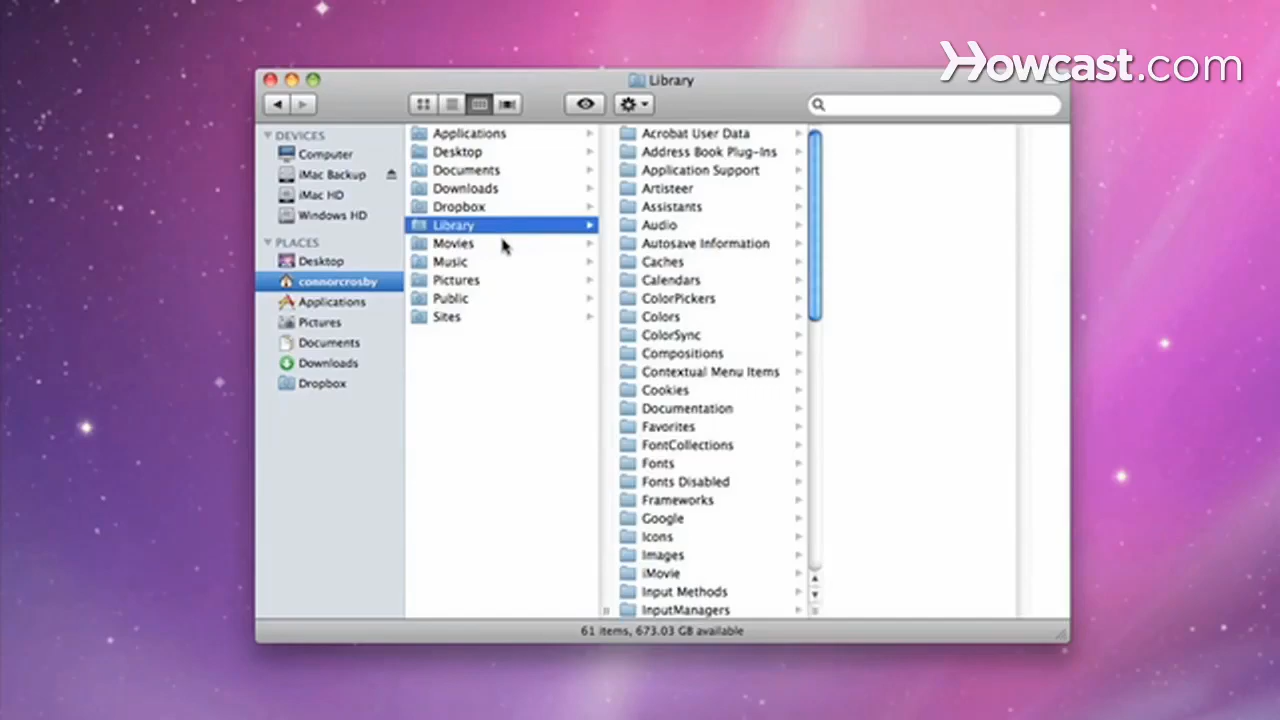 Howcast.com
Library
DEVICES
Computer
iMac Backup
iMac HD
Windows HD
PLACES
Desktop
connorcrosby
Applications
Pictures
Documents
Downloads
Dropbox
Applications
Desktop
Documents
Downloads
Dropbox
Library
Movies
Music
Pictures
Public
Sites
Acrobat User Data
Address Book Plug-Ins
Application Support
Artisteer
Assistants
Audio
Autosave Information
Caches
Calendars
ColorPickers
Colors
ColorSync
Compositions
Contextual Menu Items
Cookies
Documentation
Favorites
FontCollections
Fonts
Fonts Disabled
Frameworks
Google
Icons
Images
iMovie
Input Methods
InputManagers
61 items, 673.03 GB available